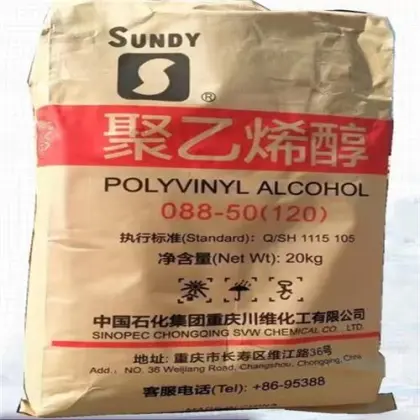 SUNDY
®
聚乙烯醇
POLYVINYL ALCOHOL
088-50(120)
执行标准(Standard): Q/SH 1115 105
净含量(Net Wt): 20kg
中国石化集团重庆川维化工有限公司
SINOPEC CHONGQING SVW CHEMICAL CO., LTD.
地址: 重庆市长寿区维江路36号
Add., NO. 36 Weijiang Road, Changshou, Chongqing, China
客服电话(Tel): +86-95388